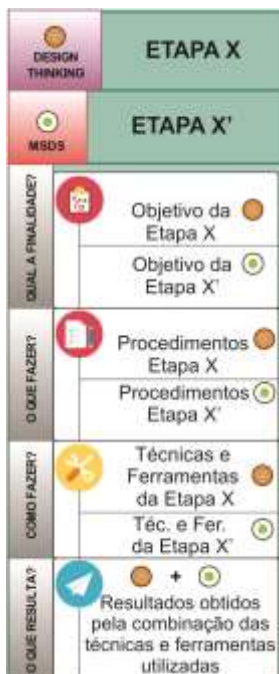 DESIGN
THINKING
ETAPA X
MSDS
ETAPA X'
QUAL A FINALIDADE?
Objetivo da
Etapa X
Objetivo da
Etapa X'
O QUE FAZER?
Procedimentos
Etapa X
Procedimentos
Etapa X'
COMO FAZER?
Técnicas e
Ferramentas
da Etapa X
Téc. e Fer.
da Etapa X'
O QUE RESULTA?
+
Resultados obtidos
pela combinação das
técnicas e ferramentas
utilizadas